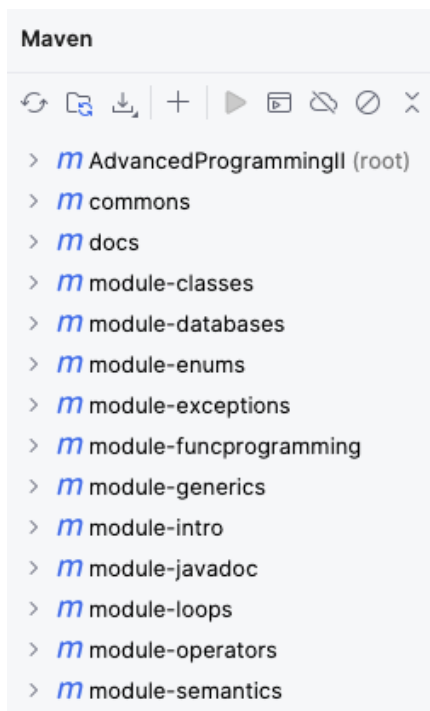 Maven
m AdvancedProgrammingII (root)
m commons
m docs
m module-classes
m module-databases
m module-enums
m module-exceptions
m module-funcprogramming
m module-generics
m module-intro
m module-javadoc
m module-loops
m module-operators
m module-semantics